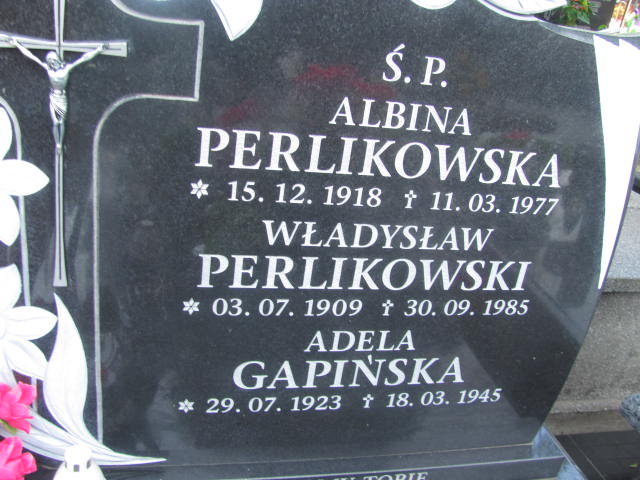 Ś.P.
ALBINA
PERLIKOWSKA
* 15.12.1918 † 11.03.1977
WŁADYSŁAW
PERLIKOWSKI
* 03.07.1909 † 30.09.1985
ADELA
GAPIŃSKA
* 29.07.1923 † 18.03.1945
TOBIE